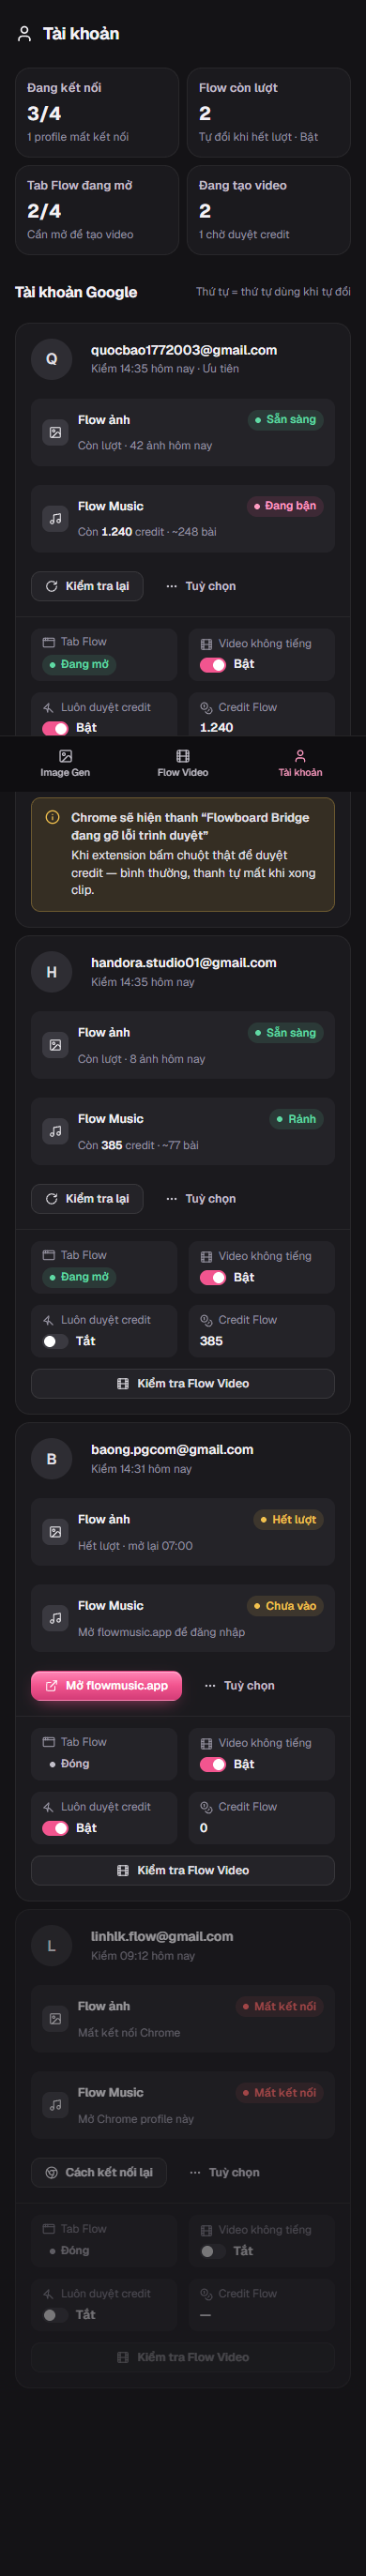 Tài khoản
Đang kết nối
3/4
1 profile mất kết nối
Flow còn lượt
2
Tự đổi khi hết lượt · Bật
Tab Flow đang mở
2/4
Cần mở để tạo video
Đang tạo video
2
1 chờ duyệt credit
Tài khoản Google
Thứ tự = thứ tự dùng khi tự đổi
Q
quocbao1772003@gmail.com
Kiểm 14:35 hôm nay · Ưu tiên
Flow ảnh
Sẵn sàng
Còn lượt · 42 ảnh hôm nay
Flow Music
Đang bận
Còn 1.240 credit · ~248 bài
Kiểm tra lại
Tuỳ chọn
Tab Flow
Đang mở
Video không tiếng
Bật
Luôn duyệt credit
Bật
Credit Flow
1.240
Image Gen
Flow Video
Tài khoản
Chrome sẽ hiện thanh “Flowboard Bridge
đang gỡ lỗi trình duyệt”
Khi extension bấm chuột thật để duyệt
credit — bình thường, thanh tự mất khi xong
clip.
H
handora.studio01@gmail.com
Kiểm 14:35 hôm nay
Flow ảnh
Sẵn sàng
Còn lượt · 8 ảnh hôm nay
Flow Music
Rảnh
Còn 385 credit · ~77 bài
Kiểm tra lại
Tuỳ chọn
Tab Flow
Đang mở
Video không tiếng
Bật
Luôn duyệt credit
Tắt
Credit Flow
385
Kiểm tra Flow Video
B
baong.pgcom@gmail.com
Kiểm 14:31 hôm nay
Flow ảnh
Hết lượt
Hết lượt · mở lại 07:00
Flow Music
Chưa vào
Mở flowmusic.app để đăng nhập
Mở flowmusic.app
Tuỳ chọn
Tab Flow
Đóng
Video không tiếng
Bật
Luôn duyệt credit
Bật
Credit Flow
0
Kiểm tra Flow Video
L
linhlk.flow@gmail.com
Kiểm 09:12 hôm nay
Flow ảnh
Mất kết nối
Mất kết nối Chrome
Flow Music
Mất kết nối
Mở Chrome profile này
Cách kết nối lại
Tuỳ chọn
Tab Flow
Đóng
Video không tiếng
Tắt
Luôn duyệt credit
Tắt
Credit Flow
—
Kiểm tra Flow Video